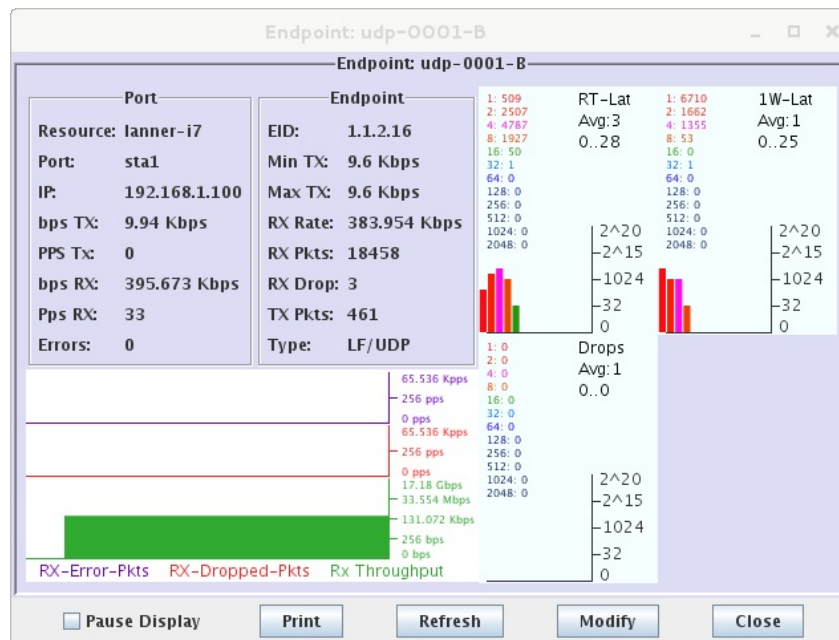 Endpoint: udp-0001-B
Endpoint: udp-0001-B
Port
Resource: lanner-i7
Port: sta1
IP: 192.168.1.100
bps TX: 9.94 Kbps
PPS Tx: 0
bps RX: 395.673 Kbps
Pps RX: 33
Errors: 0
Endpoint
EID: 1.1.2.16
Min TX: 9.6 Kbps
Max TX: 9.6 Kbps
RX Rate: 383.954 Kbps
RX Pkts: 18458
RX Drop: 3
TX Pkts: 461
Type: LF/UDP
1: 509
2: 2507
4: 4787
8: 1927
16: 50
32: 1
64: 0
128: 0
256: 0
512: 0
1024: 0
2048: 0
RT-Lat
Avg:3
0..28
2^20
2^15
1024
32
0
1: 6710
2: 1662
4: 1355
8: 53
16: 0
32: 1
64: 0
128: 0
256: 0
512: 0
1024: 0
2048: 0
1W-Lat
Avg:1
0..25
2^20
2^15
1024
32
0
65.536 Kpps
256 pps
0 pps
65.536 Kpps
256 pps
0 pps
17.18 Gbps
33.554 Mbps
131.072 Kbps
256 bps
0 bps
RX-Error-Pkts RX-Dropped-Pkts Rx Throughput
1: 0
2: 0
4: 0
8: 0
16: 0
32: 0
64: 0
128: 0
256: 0
512: 0
1024: 0
2048: 0
Drops
Avg:1
0..0
2^20
2^15
1024
32
0
Pause Display Print Refresh Modify Close